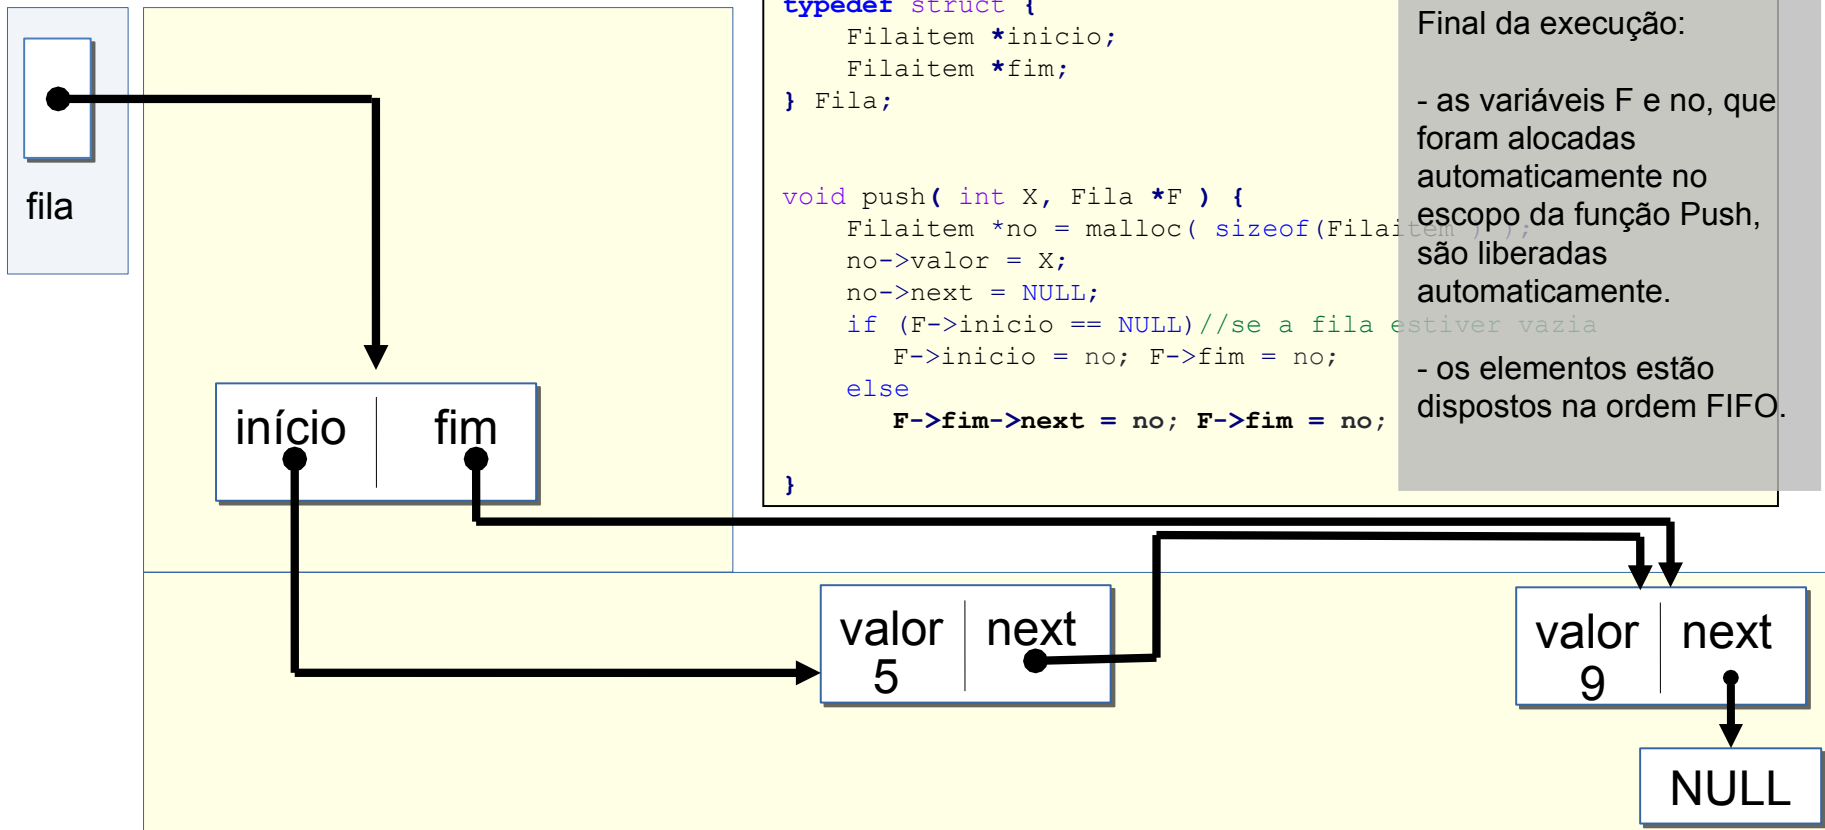 typedef struct {
Filaitem *inicio;
Filaitem *fim;
} Fila;
void push( int X, Fila *F ) {
Filaitem *no = malloc( sizeof(Filaitem ) );
no->valor = X;
no->next = NULL;
if (F->inicio == NULL)//se a fila estiver vazia
F->inicio = no; F->fim = no;
else
F->fim->next = no; F->fim = no;
}
Final da execução:
- as variáveis F e no, que
foram alocadas
automaticamente no
escopo da função Push,
são liberadas
automaticamente.
- os elementos estão
dispostos na ordem FIFO.
fila
início fim
valor next
5
valor next
9
NULL